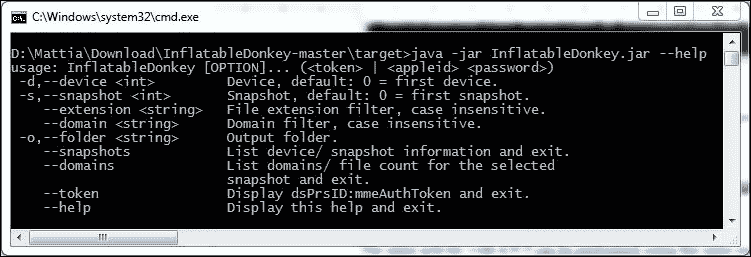 C:\Windows\system32\cmd.exe
D:\Mattia\Download\InflatableDonkey-master\target>java -jar InflatableDonkey.jar --help
usage: InflatableDonkey [OPTION]... (<token> | <appleid> <password>)
 -d,--device <int>         Device, default: 0 = first device.
 -s,--snapshot <int>       Snapshot, default: 0 = first snapshot.
    --extension <string>   File extension filter, case insensitive.
    --domain <string>      Domain filter, case insensitive.
 -o,--folder <string>      Output folder.
    --snapshots            List device/ snapshot information and exit.
    --domains              List domains/ file count for the selected
                           snapshot and exit.
    --token                Display dsPrsID:mmeAuthToken and exit.
    --help                 Display this help and exit.